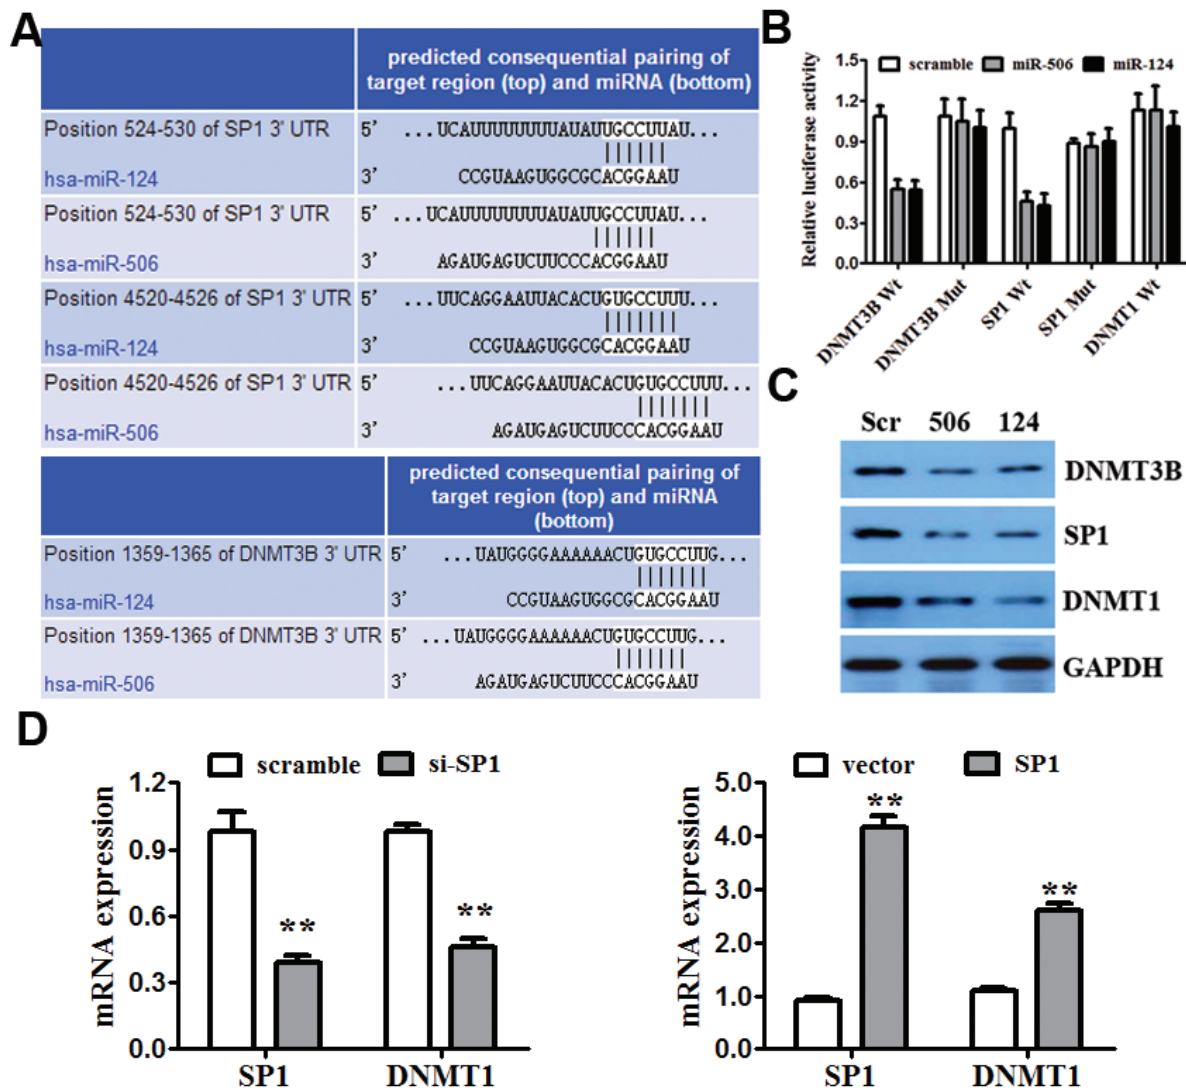 A
predicted consequential pairing of
target region (top) and miRNA (bottom)
Position 524-530 of SP1 3' UTR 5' ...UCAUUUUUUUUAUAUUGCCUUAU...
hsa-miR-124 3' CCGUAAGUGGCGCACGGAAU
Position 524-530 of SP1 3' UTR 5' ...UCAUUUUUUUUAUAUUGCCUUAU...
hsa-miR-506 3' AGAUGAGUCUUCCCACGGAAU
Position 4520-4526 of SP1 3' UTR 5' ...UUCAGGAAUUACACUGUGCCUUU...
hsa-miR-124 3' CCGUAAGUGGCGCACGGAAU
Position 4520-4526 of SP1 3' UTR 5' ...UUCAGGAAUUACACUGUGCCUUU...
hsa-miR-506 3' AGAUGAGUCUUCCCACGGAAU
predicted consequential pairing of
target region (top) and miRNA
(bottom)
Position 1359-1365 of DNMT3B 3' UTR 5' ...UAUGGGGAAAAAACUGUGCCUUG...
hsa-miR-124 3' CCGUAAGUGGCGCACGGAAU
Position 1359-1365 of DNMT3B 3' UTR 5' ...UAUGGGGAAAAAACUGUGCCUUG...
hsa-miR-506 3' AGAUGAGUCUUCCCACGGAAU
B
scramble miR-506 miR-124
Relative luciferase activity
1.5
1.2
0.9
0.6
0.3
0.0
DNMT3B Wt
DNMT3B Mut
SP1 Wt
SP1 Mut
DNMT1 Wt
C
Scr 506 124
DNMT3B
SP1
DNMT1
GAPDH
D
scramble si-SP1
mRNA expression
1.2
0.9
0.6
0.3
0.0
**
**
SP1 DNMT1
vector SP1
mRNA expression
5.0
4.0
3.0
2.0
1.0
0.0
**
**
SP1 DNMT1